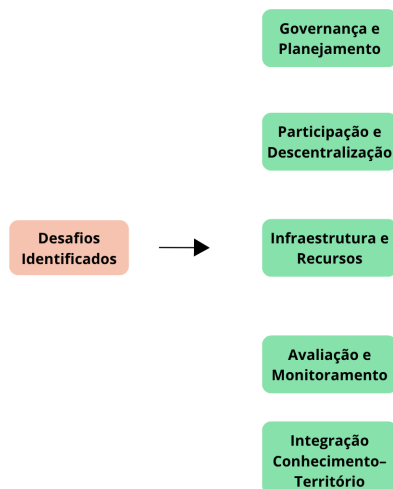 Governança e
Planejamento
Participação e
Descentralização
Desafios
Identificados
Infraestrutura e
Recursos
Avaliação e
Monitoramento
Integração
Conhecimento–
Território